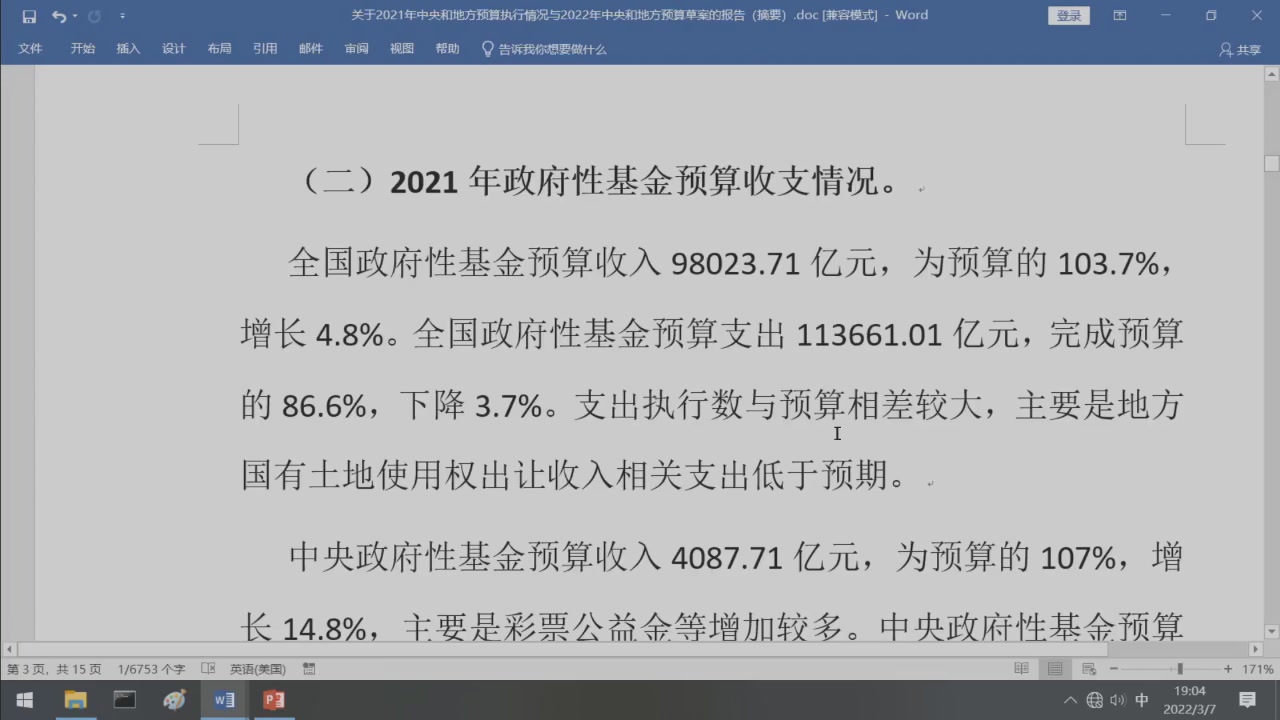 关于2021年中央和地方预算执行情况与2022年中央和地方预算草案的报告（摘要）.doc [兼容模式] - Word
登录
文件 开始 插入 设计 布局 引用 邮件 审阅 视图 帮助 告诉我你想要做什么 共享
（二）2021 年政府性基金预算收支情况。
全国政府性基金预算收入 98023.71 亿元，为预算的 103.7%，
增长 4.8%。全国政府性基金预算支出 113661.01 亿元，完成预算
的 86.6%，下降 3.7%。支出执行数与预算相差较大，主要是地方
国有土地使用权出让收入相关支出低于预期。
中央政府性基金预算收入 4087.71 亿元，为预算的 107%，增
长 14.8%，主要是彩票公益金等增加较多。中央政府性基金预算
第 3 页，共 15 页 1/6753 个字 英语(美国) 171%
中 19:04
2022/3/7